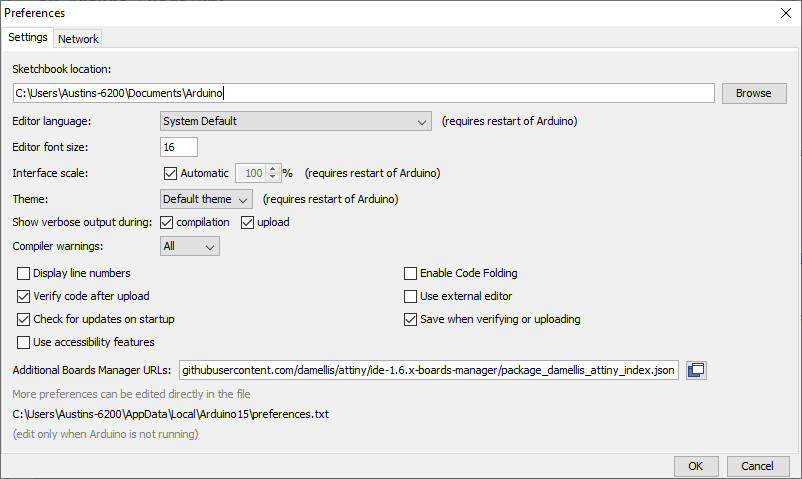 Preferences
Settings Network
Sketchbook location:
C:\Users\Austins-6200\Documents\Arduino Browse
Editor language: System Default (requires restart of Arduino)
Editor font size: 16
Interface scale: Automatic 100 % (requires restart of Arduino)
Theme: Default theme (requires restart of Arduino)
Show verbose output during: compilation upload
Compiler warnings: All
Display line numbers Enable Code Folding
Verify code after upload Use external editor
Check for updates on startup Save when verifying or uploading
Use accessibility features
Additional Boards Manager URLs: githubusercontent.com/damellis/attiny/ide-1.6.x-boards-manager/package_damellis_attiny_index.json
More preferences can be edited directly in the file
C:\Users\Austins-6200\AppData\Local\Arduino15\preferences.txt
(edit only when Arduino is not running)
OK Cancel